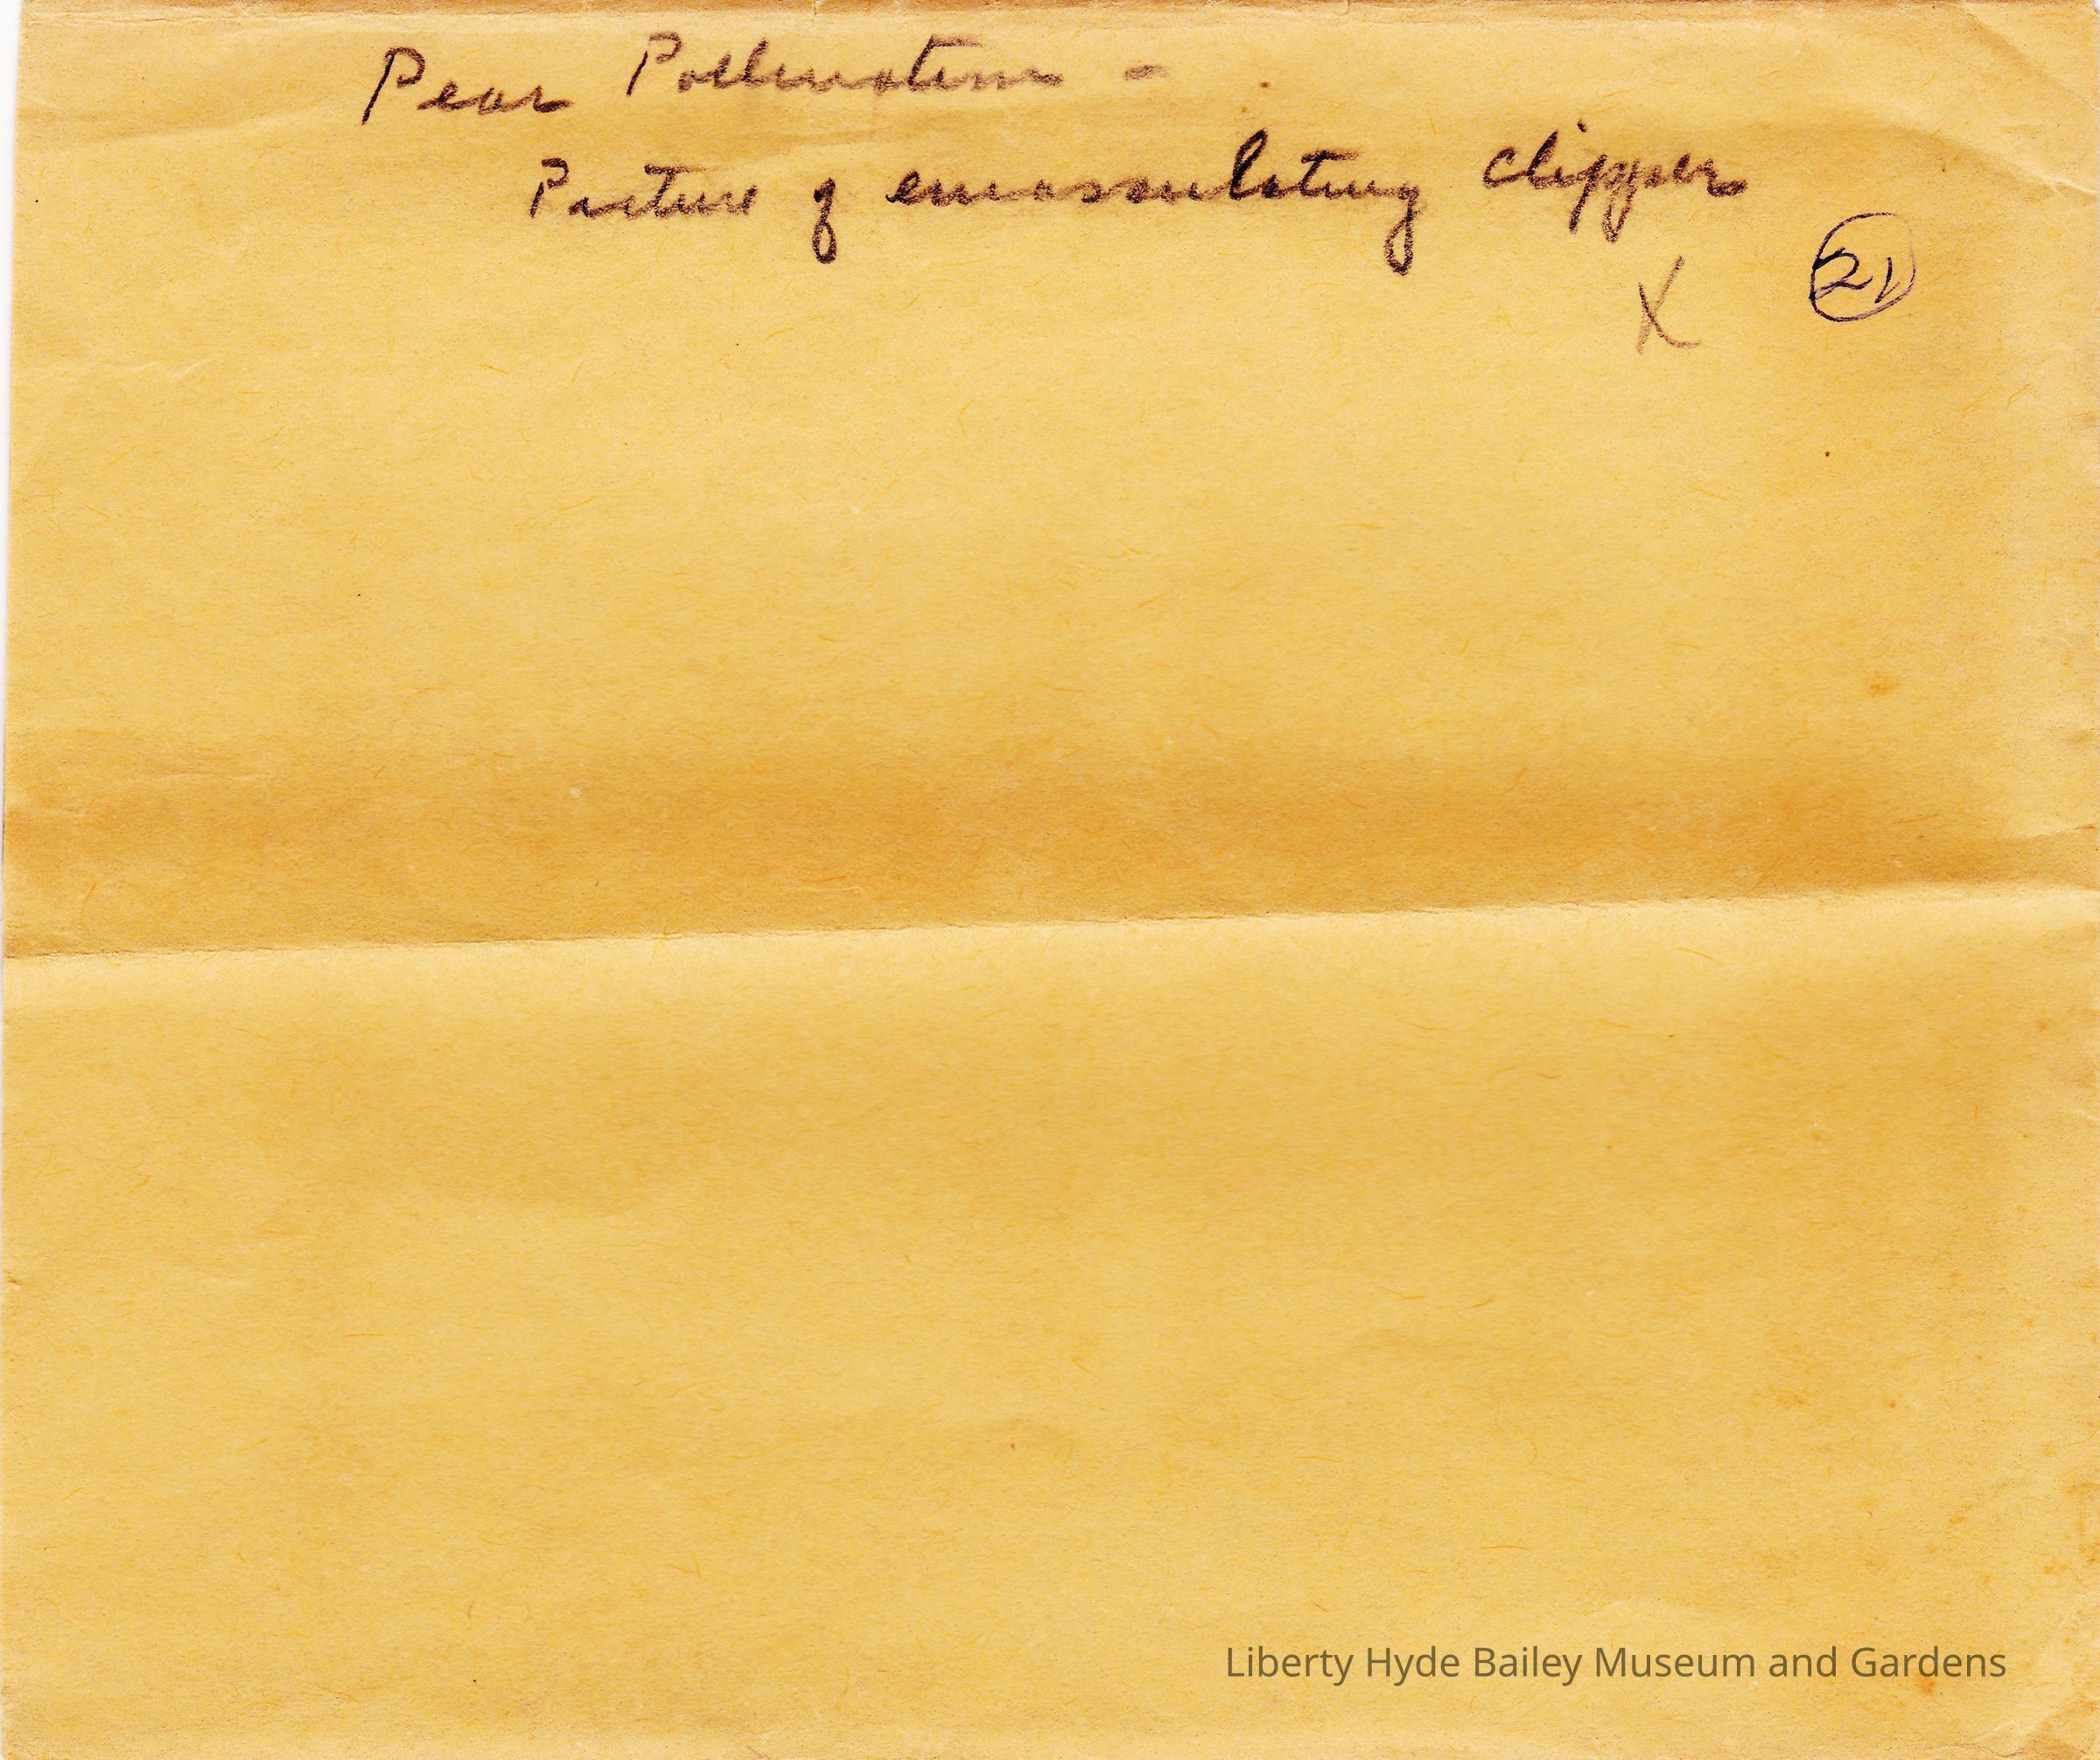 Pear Pollination -
Picture of emasculating clipper
X
21
Liberty Hyde Bailey Museum and Gardens